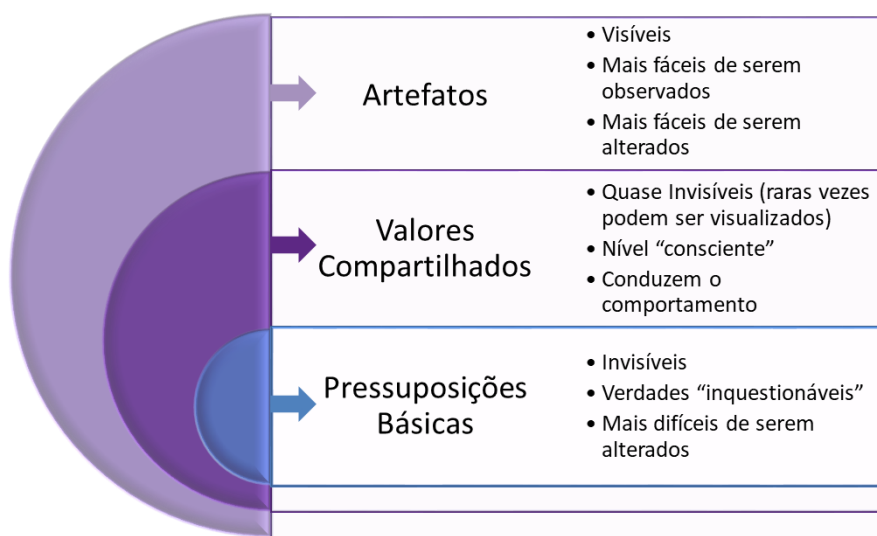 Artefatos
• Visíveis
• Mais fáceis de serem
observados
• Mais fáceis de serem
alterados
Valores
Compartilhados
• Quase Invisíveis (raras vezes
podem ser visualizados)
• Nível “consciente”
• Conduzem o
comportamento
Pressuposições
Básicas
• Invisíveis
• Verdades “inquestionáveis”
• Mais difíceis de serem
alterados